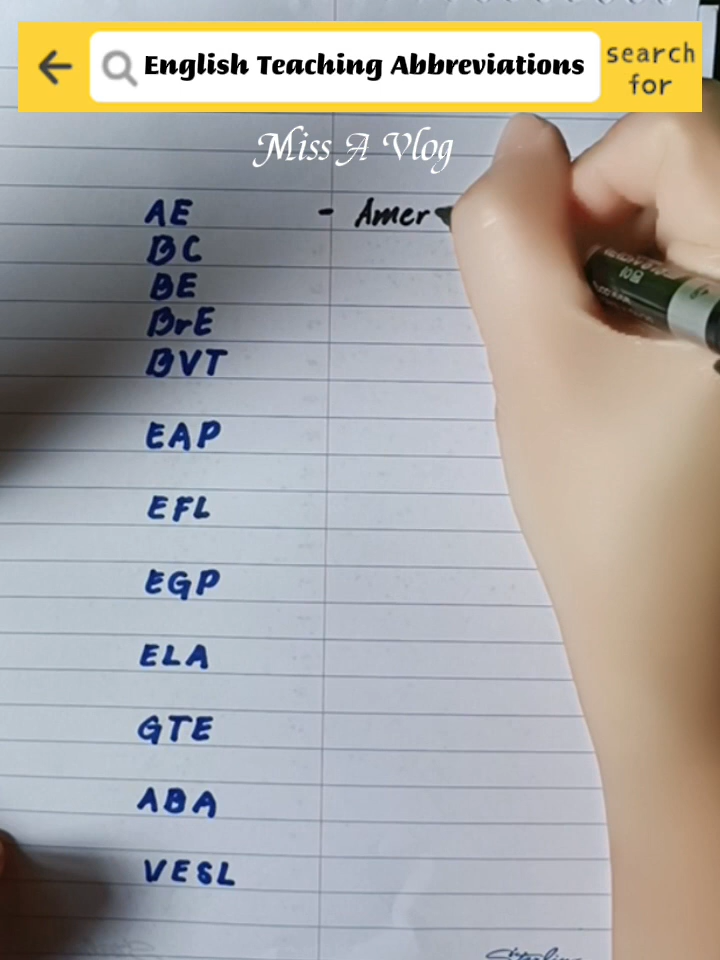 English Teaching Abbreviations
search for
Miss A Vlog
AE - Amer
BC
BE
BrE
BVT
EAP
EFL
EGP
ELA
GTE
ABA
VESL